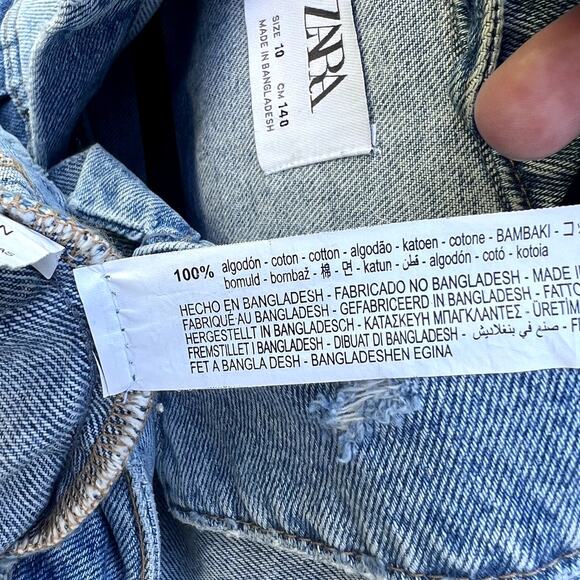 ZARA
SIZE 10 CM 140
MADE IN BANGLADESH
100% algodón - coton - cotton - algodão - katoen - cotone - BAMBAKI - コ
bomuld - bombaž - 棉 - 면 - katun - قطن - algodón - cotó - kotoia
HECHO EN BANGLADESH - FABRICADO NO BANGLADESH - MADE IN
FABRIQUÉ AU BANGLADESH - GEFABRICEERD IN BANGLADESH - FATTO
HERGESTELLT IN BANGLADESCH - ΚΑΤΑΣΚΕΥΗ ΜΠΑΓΚΛΑΝΤΕΣ - ÜRETİM
FREMSTILLET I BANGLADESH - DIBUAT DI BANGLADESH - صنع في بنغلاديش - F
FET A BANGLA DESH - BANGLADESHEN EGINA